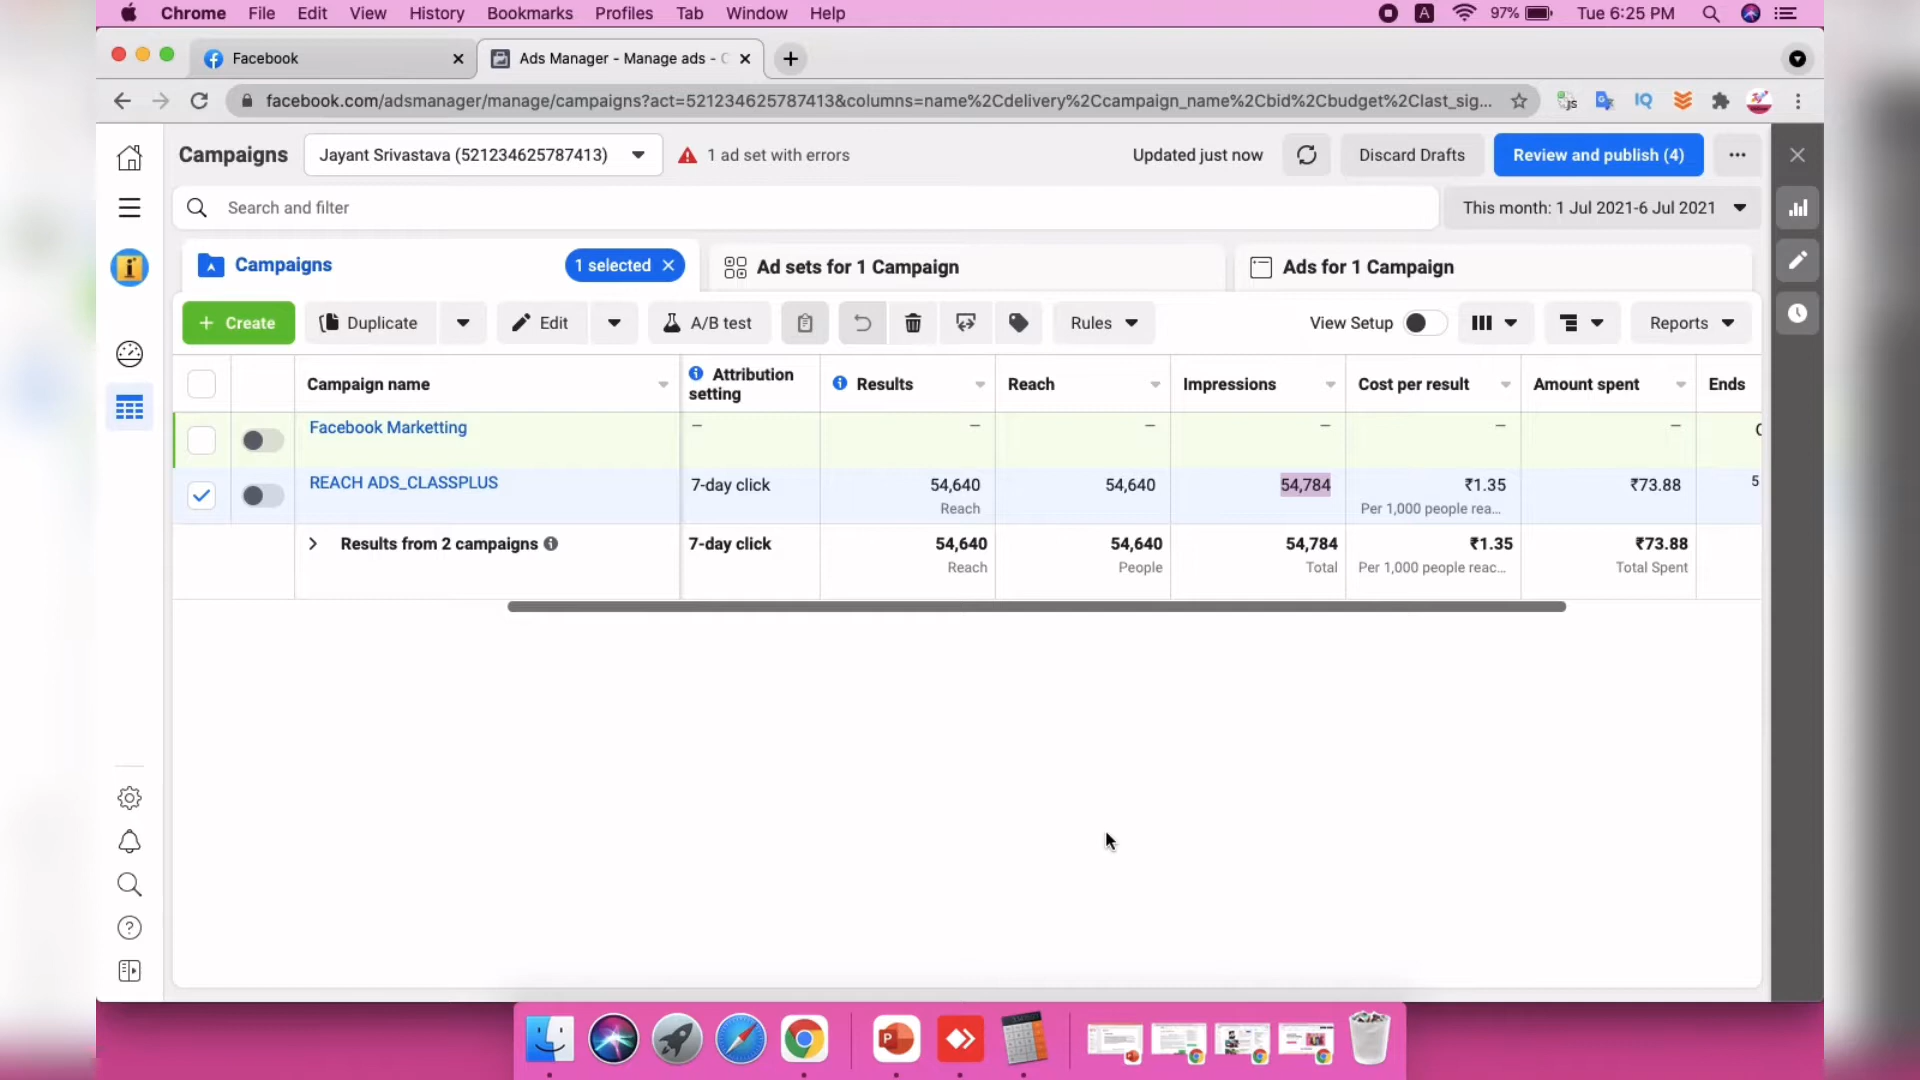 Chrome File Edit View History Bookmarks Profiles Tab Window Help A 97% Tue 6:25 PM
Facebook Ads Manager - Manage ads - C
facebook.com/adsmanager/manage/campaigns?act=521234625787413&columns=name%2Cdelivery%2Ccampaign_name%2Cbid%2Cbudget%2Clast_sig... js IQ
Campaigns Jayant Srivastava (521234625787413) 1 ad set with errors Updated just now Discard Drafts Review and publish (4)
Search and filter This month: 1 Jul 2021-6 Jul 2021
Campaigns 1 selected Ad sets for 1 Campaign Ads for 1 Campaign
+ Create Duplicate Edit A/B test Rules View Setup Reports
Campaign name Attribution setting Results Reach Impressions Cost per result Amount spent Ends
Facebook Marketting — — — — — —
REACH ADS_CLASSPLUS 7-day click 54,640 54,640 54,784 ₹1.35 ₹73.88 5
Reach Per 1,000 people rea...
Results from 2 campaigns 7-day click 54,640 54,640 54,784 ₹1.35 ₹73.88
Reach People Total Per 1,000 people reac... Total Spent